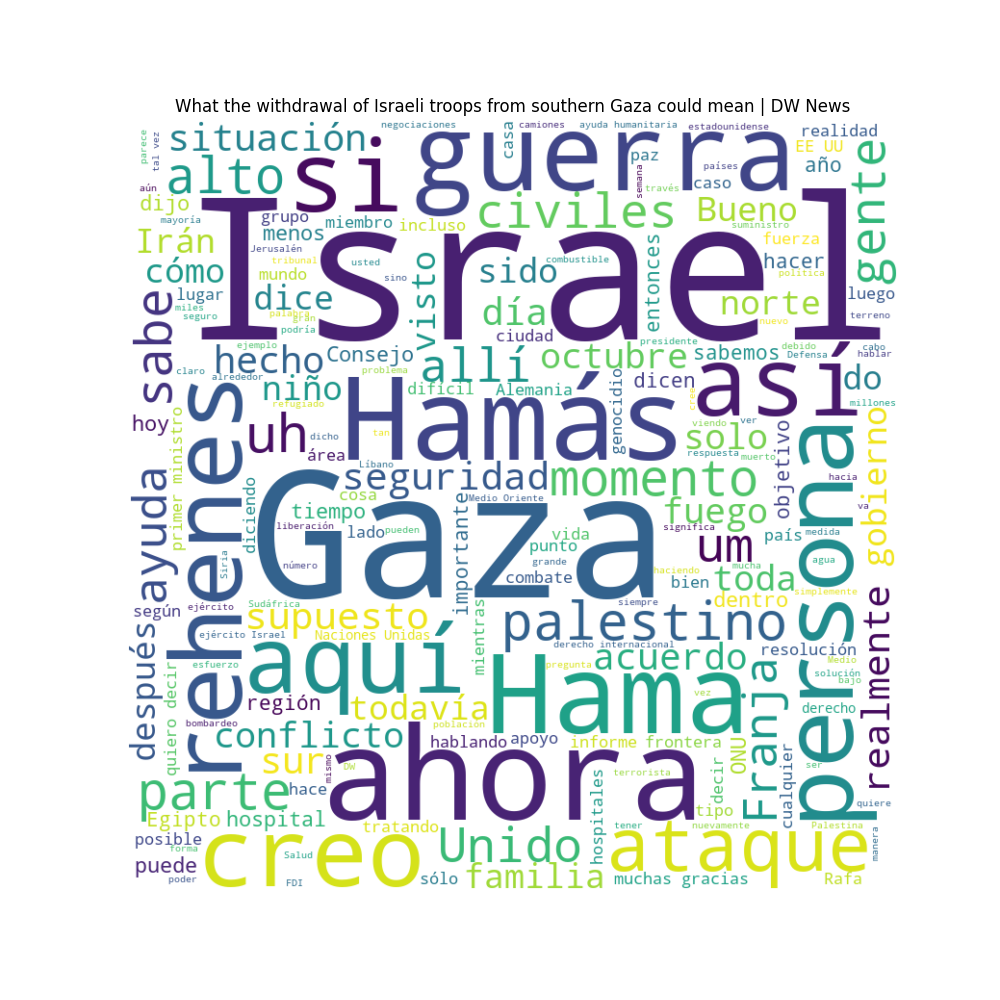 What the withdrawal of Israeli troops from southern Gaza could mean | DW News
negociaciones
camiones
ayuda humanitaria
estadounidense
parece
tal vez
situación
si
guerra
casa
realidad
EE UU
paz
países
año
alto
semana
caso
través
gente
aún
dijo
mayoría
Israel
grupo
miembro
incluso
civiles
Bueno
suministro
Irán
menos
Jerusalén
tribunal
usted
visto
sino
combustible
entonces
fuerza
hacer
política
cómo
mundo
sido
lugar
miles
seguro
dice
palabra
gran
podría
día
norte
luego
terreno
nuevo
sabe
ejemplo
ciudad
presidente
hecho
Consejo
allí
octubre
sabemos
debido
Defensa
cabo
hablar
claro
alrededor
problema
niño
difícil
Alemania
genocidio
dicen
cree
así
do
millones
refugiado
rehenes
Hamás
persona
hoy
uh
dicho
tan
viendo
ver
solo
respuesta
muerto
objetivo
gobierno
primer ministro
área
Líbano
seguridad
momento
hacia
ayuda
diciendo
Gaza
cosa
tiempo
Medio Oriente
importante
fuego
va
liberación
lado
pueden
vida
punto
significa
um
país
medida
agua
Siria
número
grande
combate
haciendo
mucha
bien
toda
simplemente
según
ejército
Sudáfrica
supuesto
siempre
dentro
realmente
después
ejército Israel
Naciones Unidas
mientras
palestino
derecho internacional
resolución
quiero decir
esfuerzo
aquí
pregunta
acuerdo
Franja
Medio
solución
bajo
región
todavía
Hama
vez
derecho
bombardeo
población
conflicto
hablando
apoyo
informe
frontera
ONU
cualquier
ser
sur
mismo
DW
ahora
terrorista
decir
parte
hace
hospitales
tipo
quiere
Egipto
hospital
tratando
tener
nuevamente
Palestina
manera
posible
forma
creo
Unido
ataque
puede
Salud
poder
FDI
sólo
familia
muchas gracias
Rafa